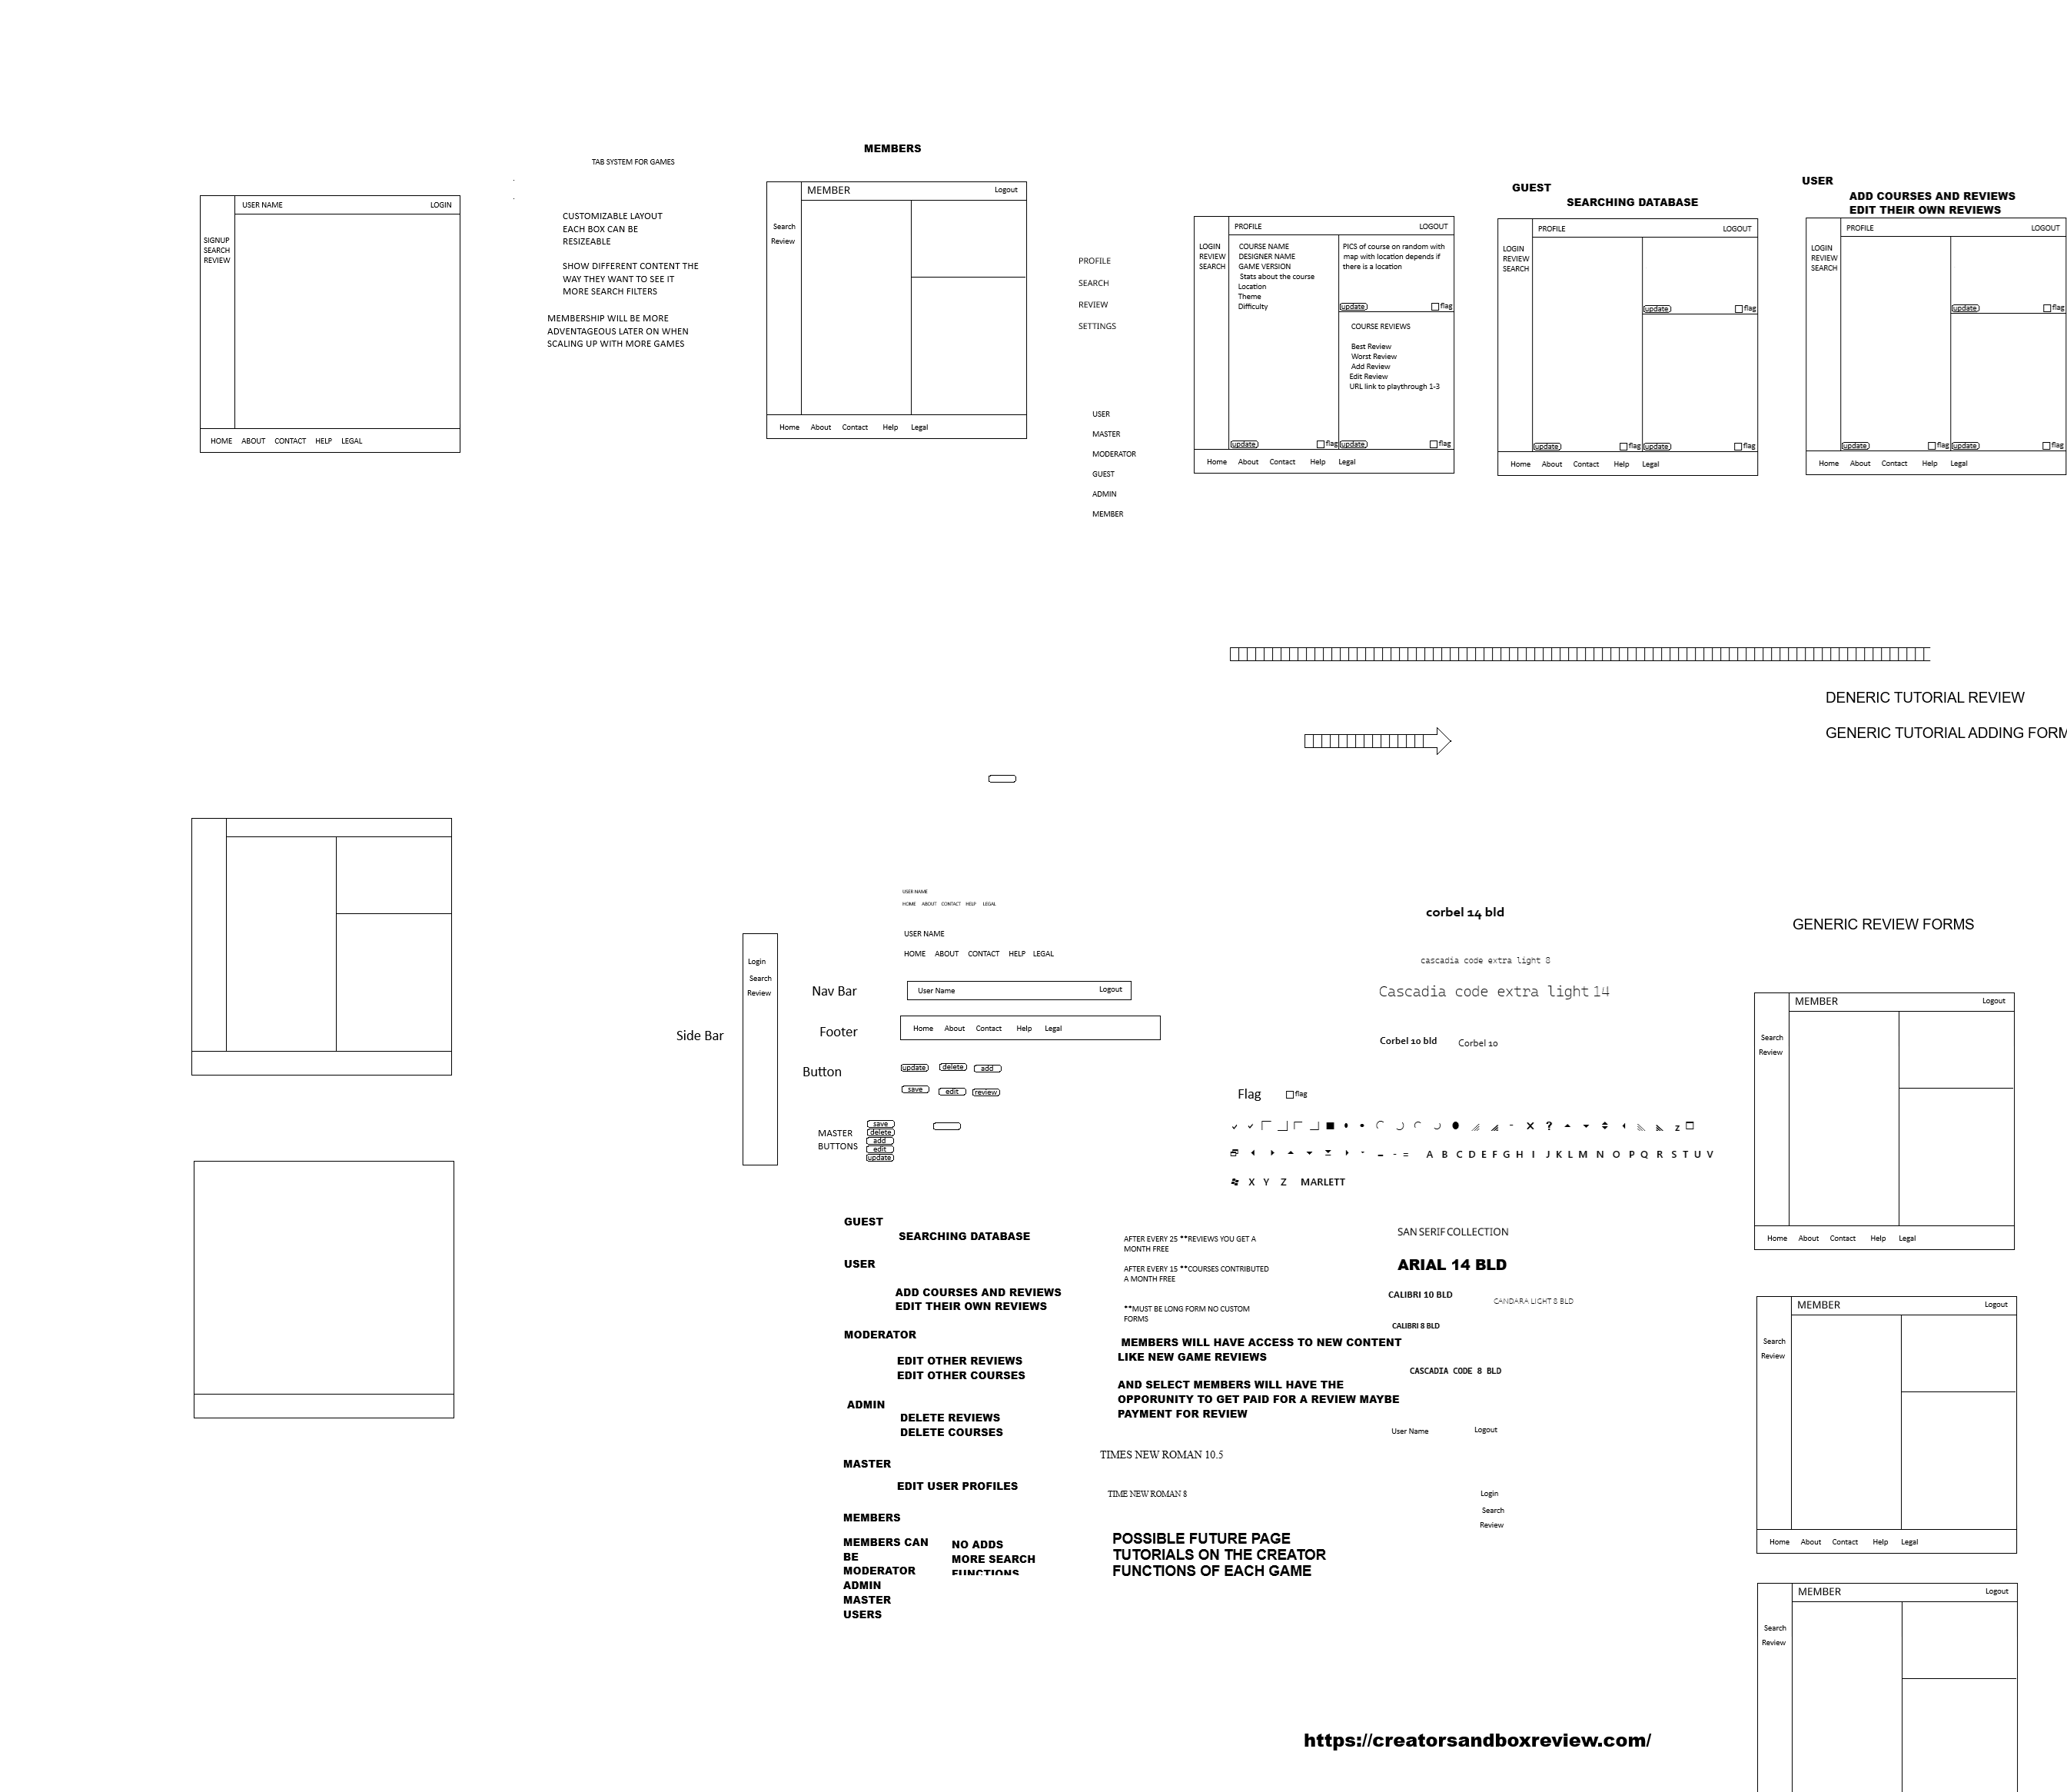 MEMBERS
TAB SYSTEM FOR GAMES
USER NAME LOGIN
SIGNUP
SEARCH
REVIEW
HOME ABOUT CONTACT HELP LEGAL
CUSTOMIZABLE LAYOUT
EACH BOX CAN BE
RESIZEABLE
SHOW DIFFERENT CONTENT THE
WAY THEY WANT TO SEE IT
MORE SEARCH FILTERS
MEMBERSHIP WILL BE MORE
ADVENTAGEOUS LATER ON WHEN
SCALING UP WITH MORE GAMES
MEMBER Logout
Search
Review
Home About Contact Help Legal
PROFILE
SEARCH
REVIEW
SETTINGS
USER
MASTER
MODERATOR
GUEST
ADMIN
MEMBER
PROFILE LOGOUT
LOGIN
REVIEW
SEARCH
COURSE NAME
DESIGNER NAME
GAME VERSION
Stats about the course
Location
Theme
Difficulty
update flag
PICS of course on random with
map with location depends if
there is a location
update flag
COURSE REVIEWS
Best Review
Worst Review
Add Review
Edit Review
URL link to playthrough 1-3
update flag
Home About Contact Help Legal
GUEST
SEARCHING DATABASE
PROFILE LOGOUT
LOGIN
REVIEW
SEARCH
update flag
update flag update flag
Home About Contact Help Legal
USER
ADD COURSES AND REVIEWS
EDIT THEIR OWN REVIEWS
PROFILE LOGOUT
LOGIN
REVIEW
SEARCH
update flag
update flag update flag
Home About Contact Help Legal
DENERIC TUTORIAL REVIEW
GENERIC TUTORIAL ADDING FORM
USER NAME
HOME ABOUT CONTACT HELP LEGAL
USER NAME
HOME ABOUT CONTACT HELP LEGAL
Side Bar
Login
Search
Review
Nav Bar
User Name Logout
Footer
Home About Contact Help Legal
Button
update delete add
save edit review
MASTER
BUTTONS
save
delete
add
edit
update
corbel 14 bld
cascadia code extra light 8
Cascadia code extra light 14
Corbel 10 bld Corbel 10
Flag flag
? z
- = A B C D E F G H I J K L M N O P Q R S T U V
X Y Z MARLETT
GENERIC REVIEW FORMS
MEMBER Logout
Search
Review
Home About Contact Help Legal
MEMBER Logout
Search
Review
Home About Contact Help Legal
MEMBER Logout
Search
Review
GUEST
SEARCHING DATABASE
USER
ADD COURSES AND REVIEWS
EDIT THEIR OWN REVIEWS
MODERATOR
EDIT OTHER REVIEWS
EDIT OTHER COURSES
ADMIN
DELETE REVIEWS
DELETE COURSES
MASTER
EDIT USER PROFILES
MEMBERS
MEMBERS CAN
BE
MODERATOR
ADMIN
MASTER
USERS
NO ADDS
MORE SEARCH
FUNCTIONS
AFTER EVERY 25 **REVIEWS YOU GET A
MONTH FREE
AFTER EVERY 15 **COURSES CONTRIBUTED
A MONTH FREE
**MUST BE LONG FORM NO CUSTOM
FORMS
MEMBERS WILL HAVE ACCESS TO NEW CONTENT
LIKE NEW GAME REVIEWS
AND SELECT MEMBERS WILL HAVE THE
OPPORUNITY TO GET PAID FOR A REVIEW MAYBE
PAYMENT FOR REVIEW
TIMES NEW ROMAN 10.5
TIME NEW ROMAN 8
POSSIBLE FUTURE PAGE
TUTORIALS ON THE CREATOR
FUNCTIONS OF EACH GAME
SAN SERIF COLLECTION
ARIAL 14 BLD
CALIBRI 10 BLD
CANDARA LIGHT 8 BLD
CALIBRI 8 BLD
CASCADIA CODE 8 BLD
User Name Logout
Login
Search
Review
https://creatorsandboxreview.com/